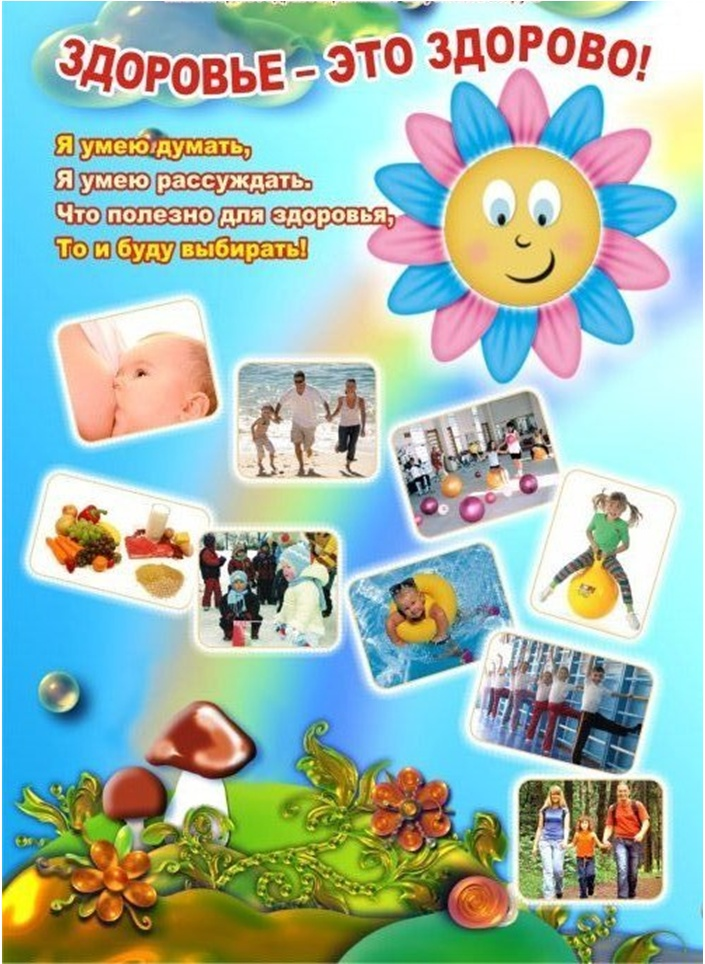 ЗДОРОВЬЕ – ЭТО ЗДОРОВО!
Я умею думать,
Я умею рассуждать.
Что полезно для здоровья,
То и буду выбирать!